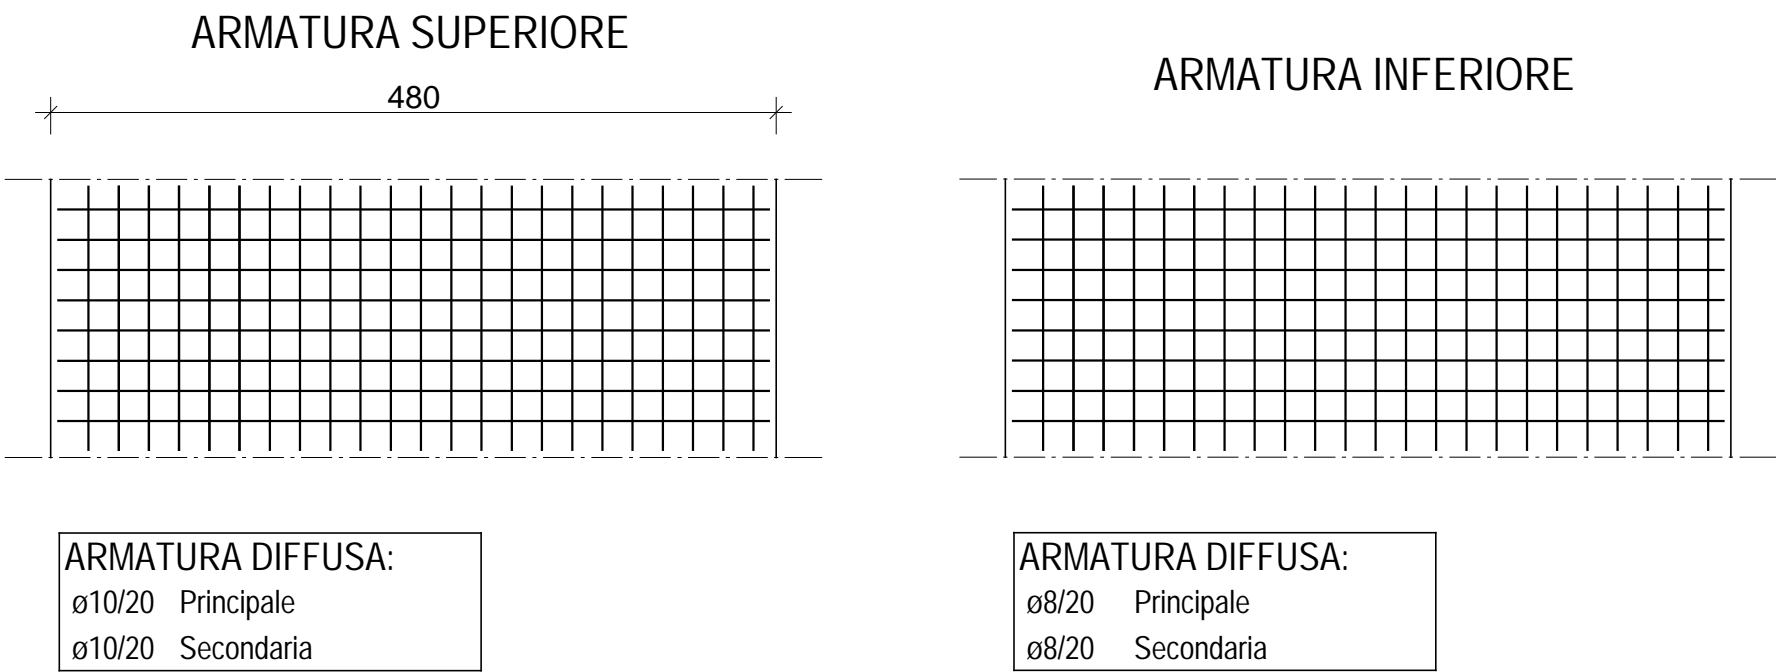 ARMATURA SUPERIORE
480
ARMATURA DIFFUSA:
ø10/20 Principale
ø10/20 Secondaria
ARMATURA INFERIORE
ARMATURA DIFFUSA:
ø8/20 Principale
ø8/20 Secondaria